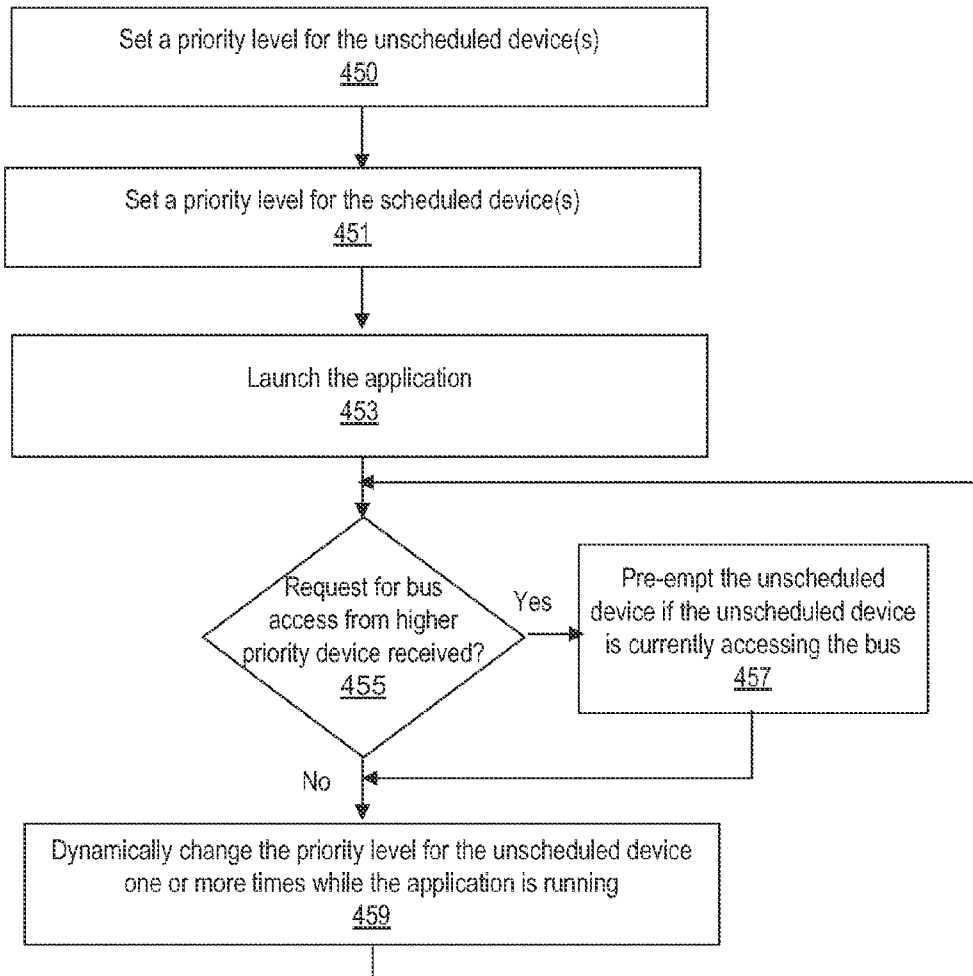 Set a priority level for the unscheduled device(s)
450
Set a priority level for the scheduled device(s)
451
Launch the application
453
Request for bus
access from higher
priority device received?
455
Yes
Pre-empt the unscheduled
device if the unscheduled device
is currently accessing the bus
457
No
Dynamically change the priority level for the unscheduled device
one or more times while the application is running
459